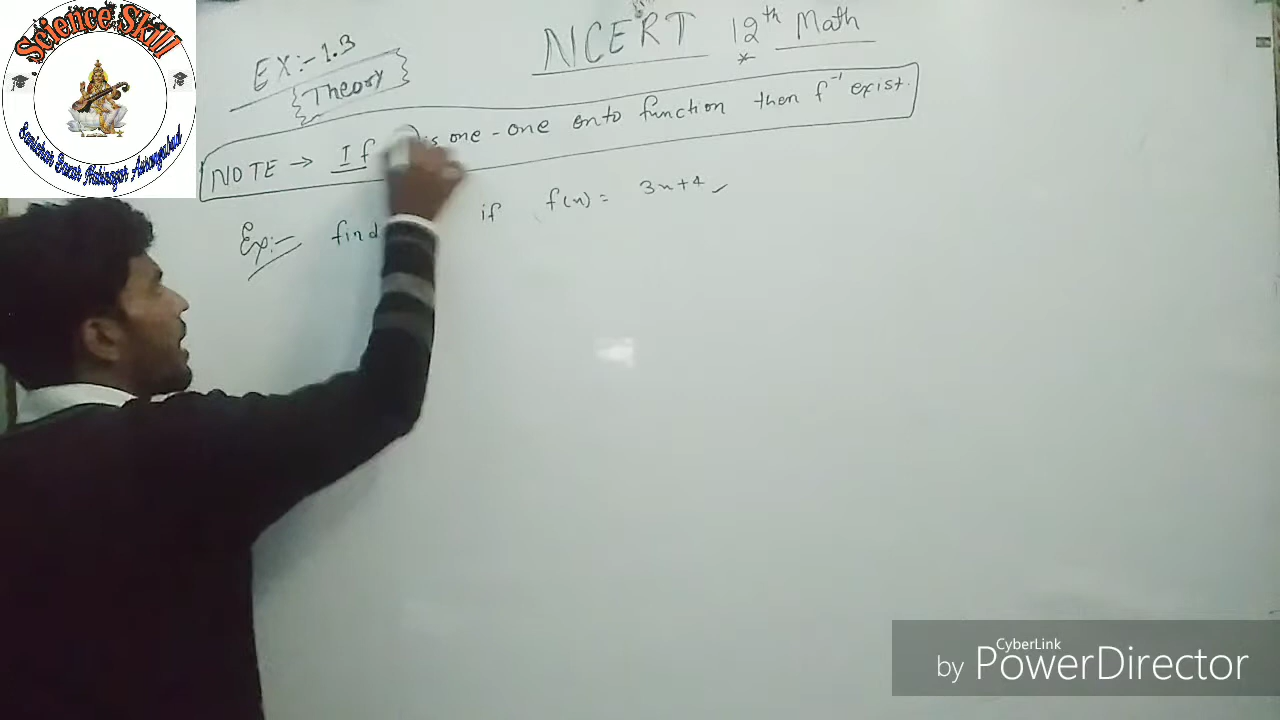 Science Skill
NCERT 12th Math
EX:- 1.3
Theory
NOTE → If is one-one onto function then f⁻¹ exist.
Ex:- find if f(x) = 3x+4
CyberLink
by PowerDirector